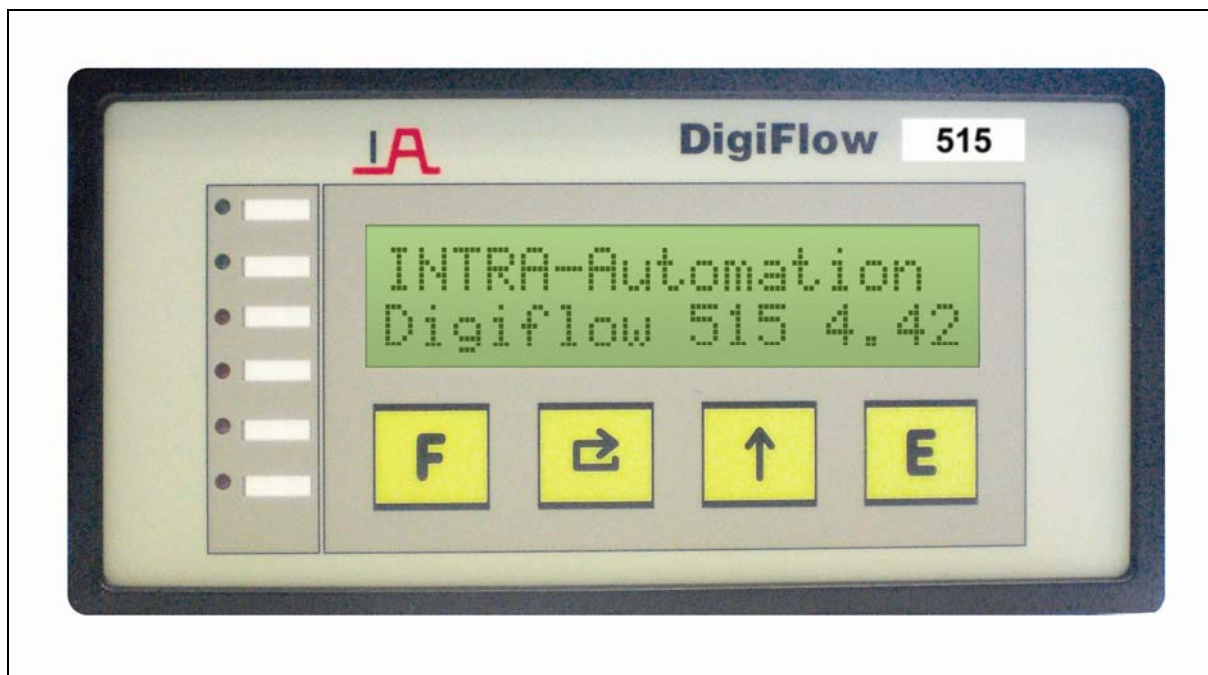 IA
DigiFlow 515
INTRA-Automation
Digiflow 515 4.42
F
↑
E